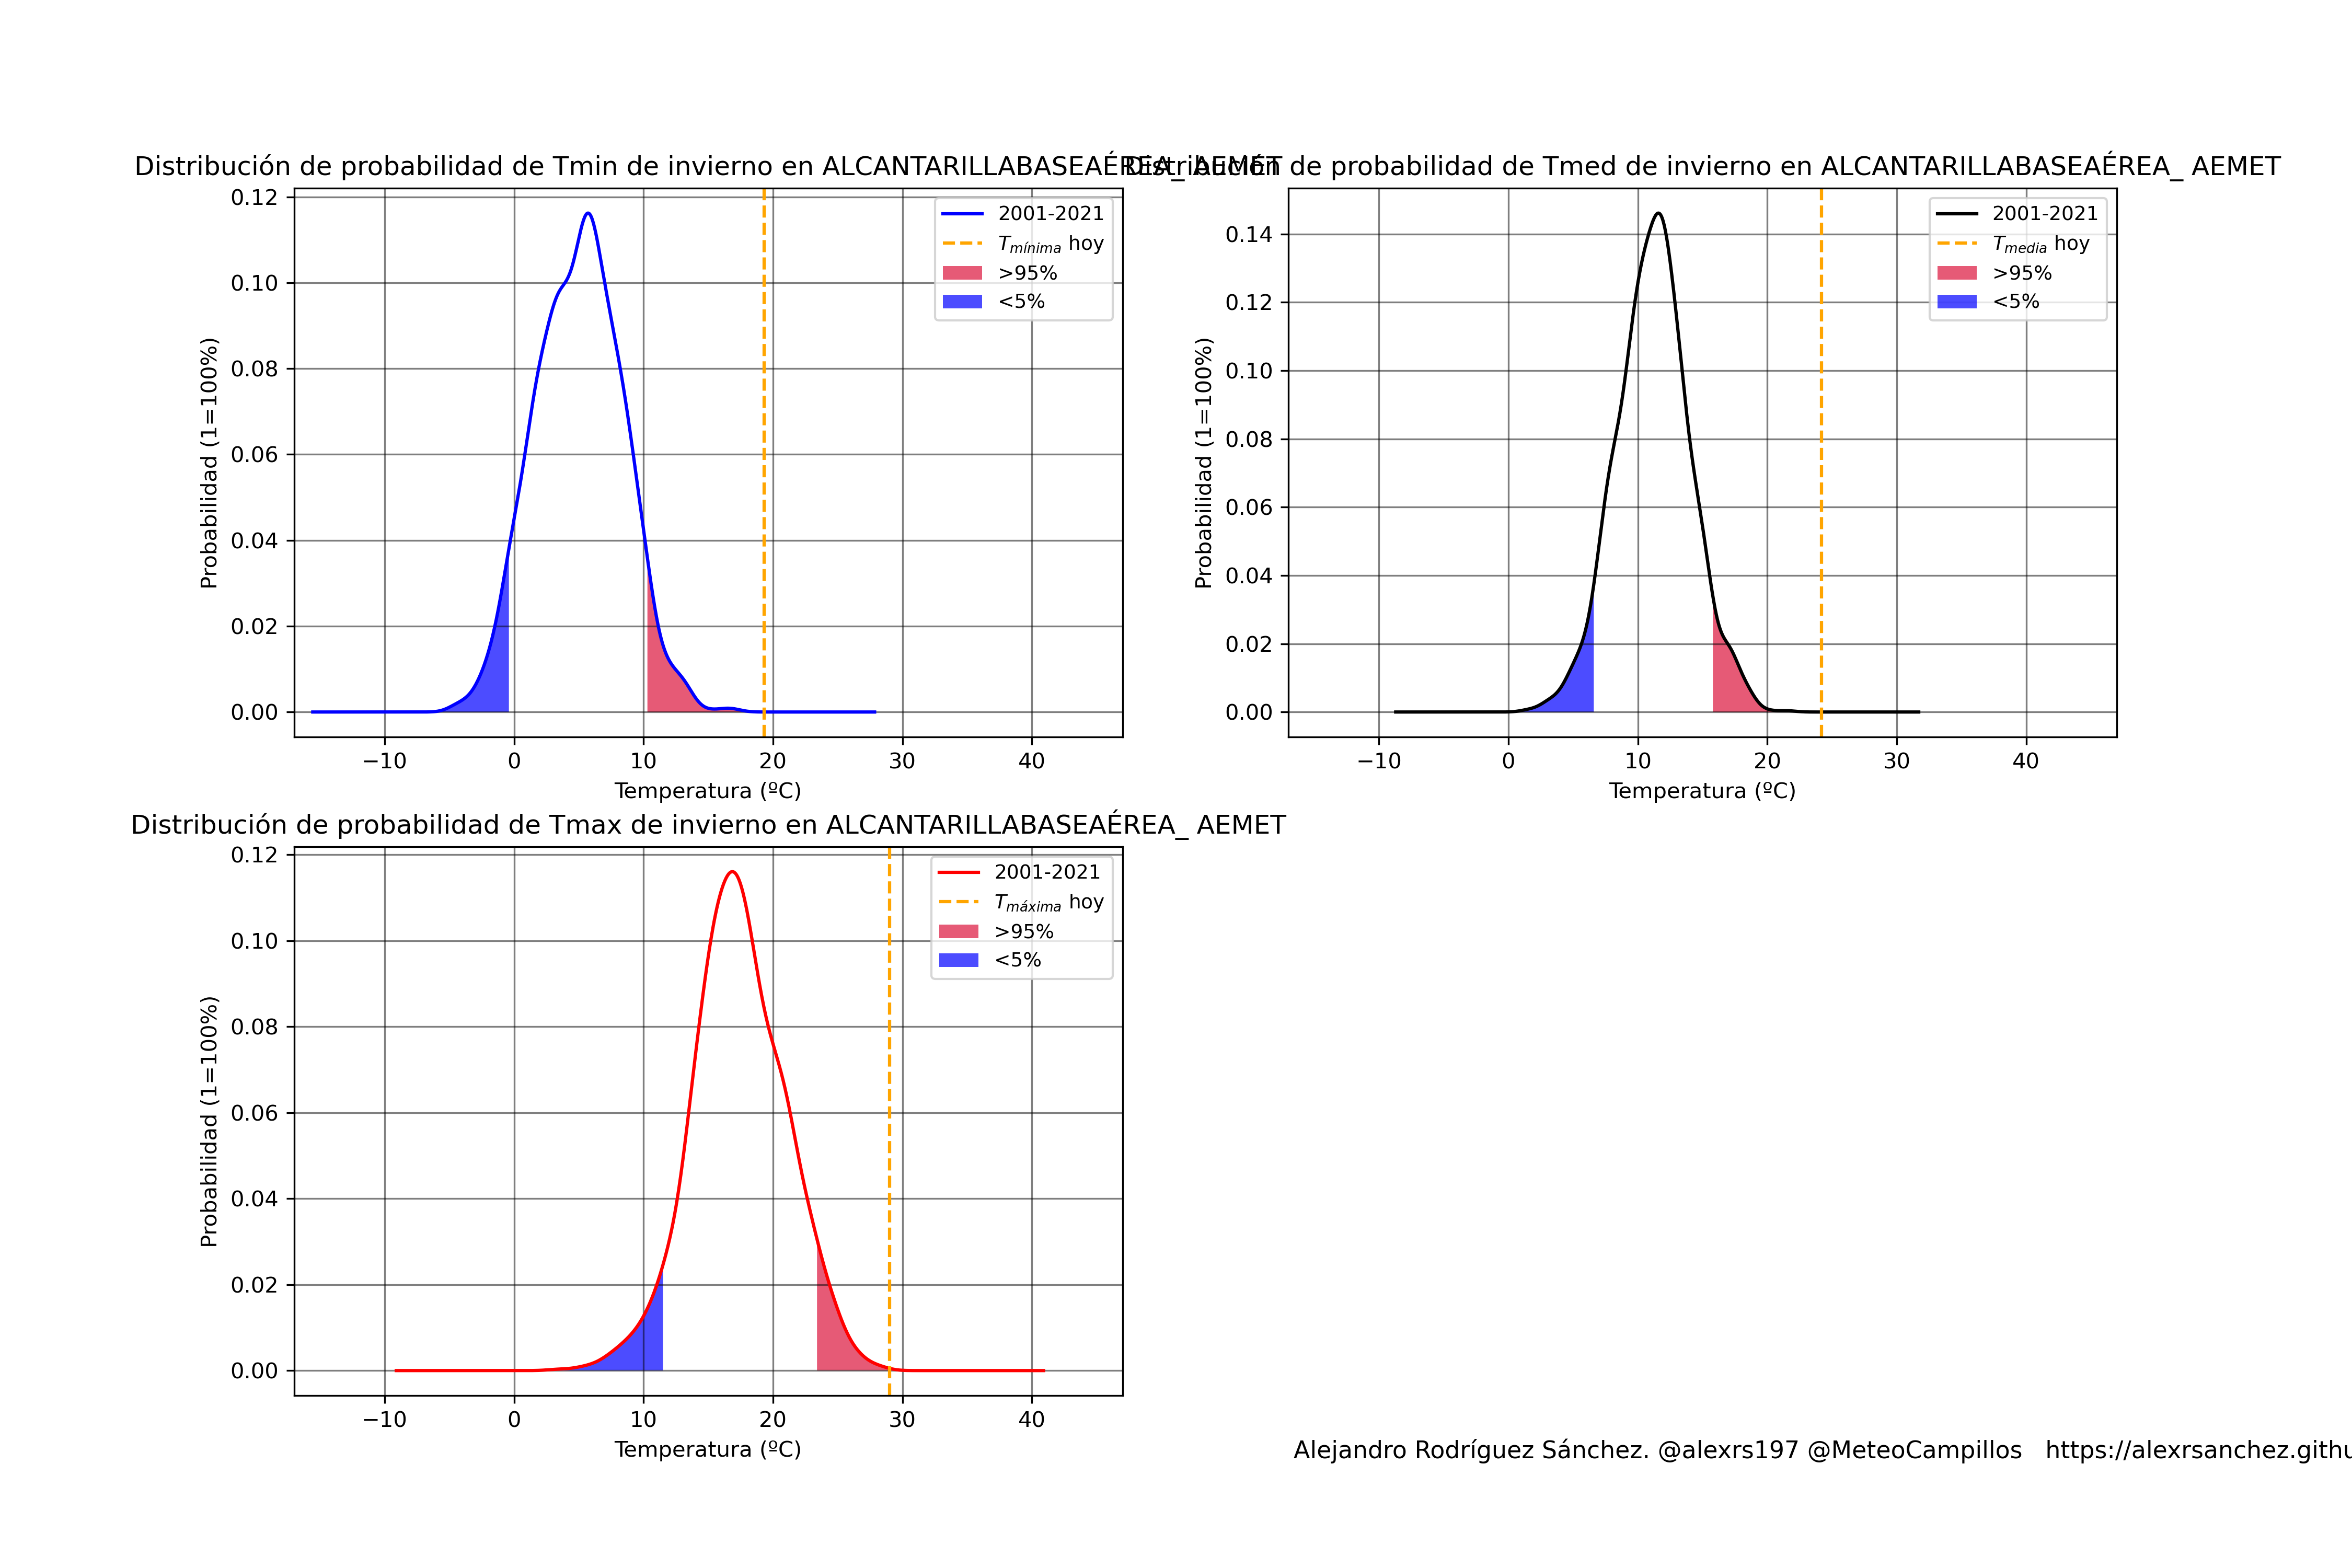 Distribución de probabilidad de Tmin de invierno en ALCANTARILLABASEAÉREA_ AEMET
0.12
0.10
0.08
0.06
0.04
0.02
0.00
Probabilidad (1=100%)
2001-2021
Tmínima hoy
>95%
<5%
−10 0 10 20 30 40
Temperatura (ºC)
Distribución de probabilidad de Tmed de invierno en ALCANTARILLABASEAÉREA_ AEMET
0.14
0.12
0.10
0.08
0.06
0.04
0.02
0.00
Probabilidad (1=100%)
2001-2021
Tmedia hoy
>95%
<5%
−10 0 10 20 30 40
Temperatura (ºC)
Distribución de probabilidad de Tmax de invierno en ALCANTARILLABASEAÉREA_ AEMET
0.12
0.10
0.08
0.06
0.04
0.02
0.00
Probabilidad (1=100%)
2001-2021
Tmáxima hoy
>95%
<5%
−10 0 10 20 30 40
Temperatura (ºC)
Alejandro Rodríguez Sánchez. @alexrs197 @MeteoCampillos https://alexrsanchez.githu